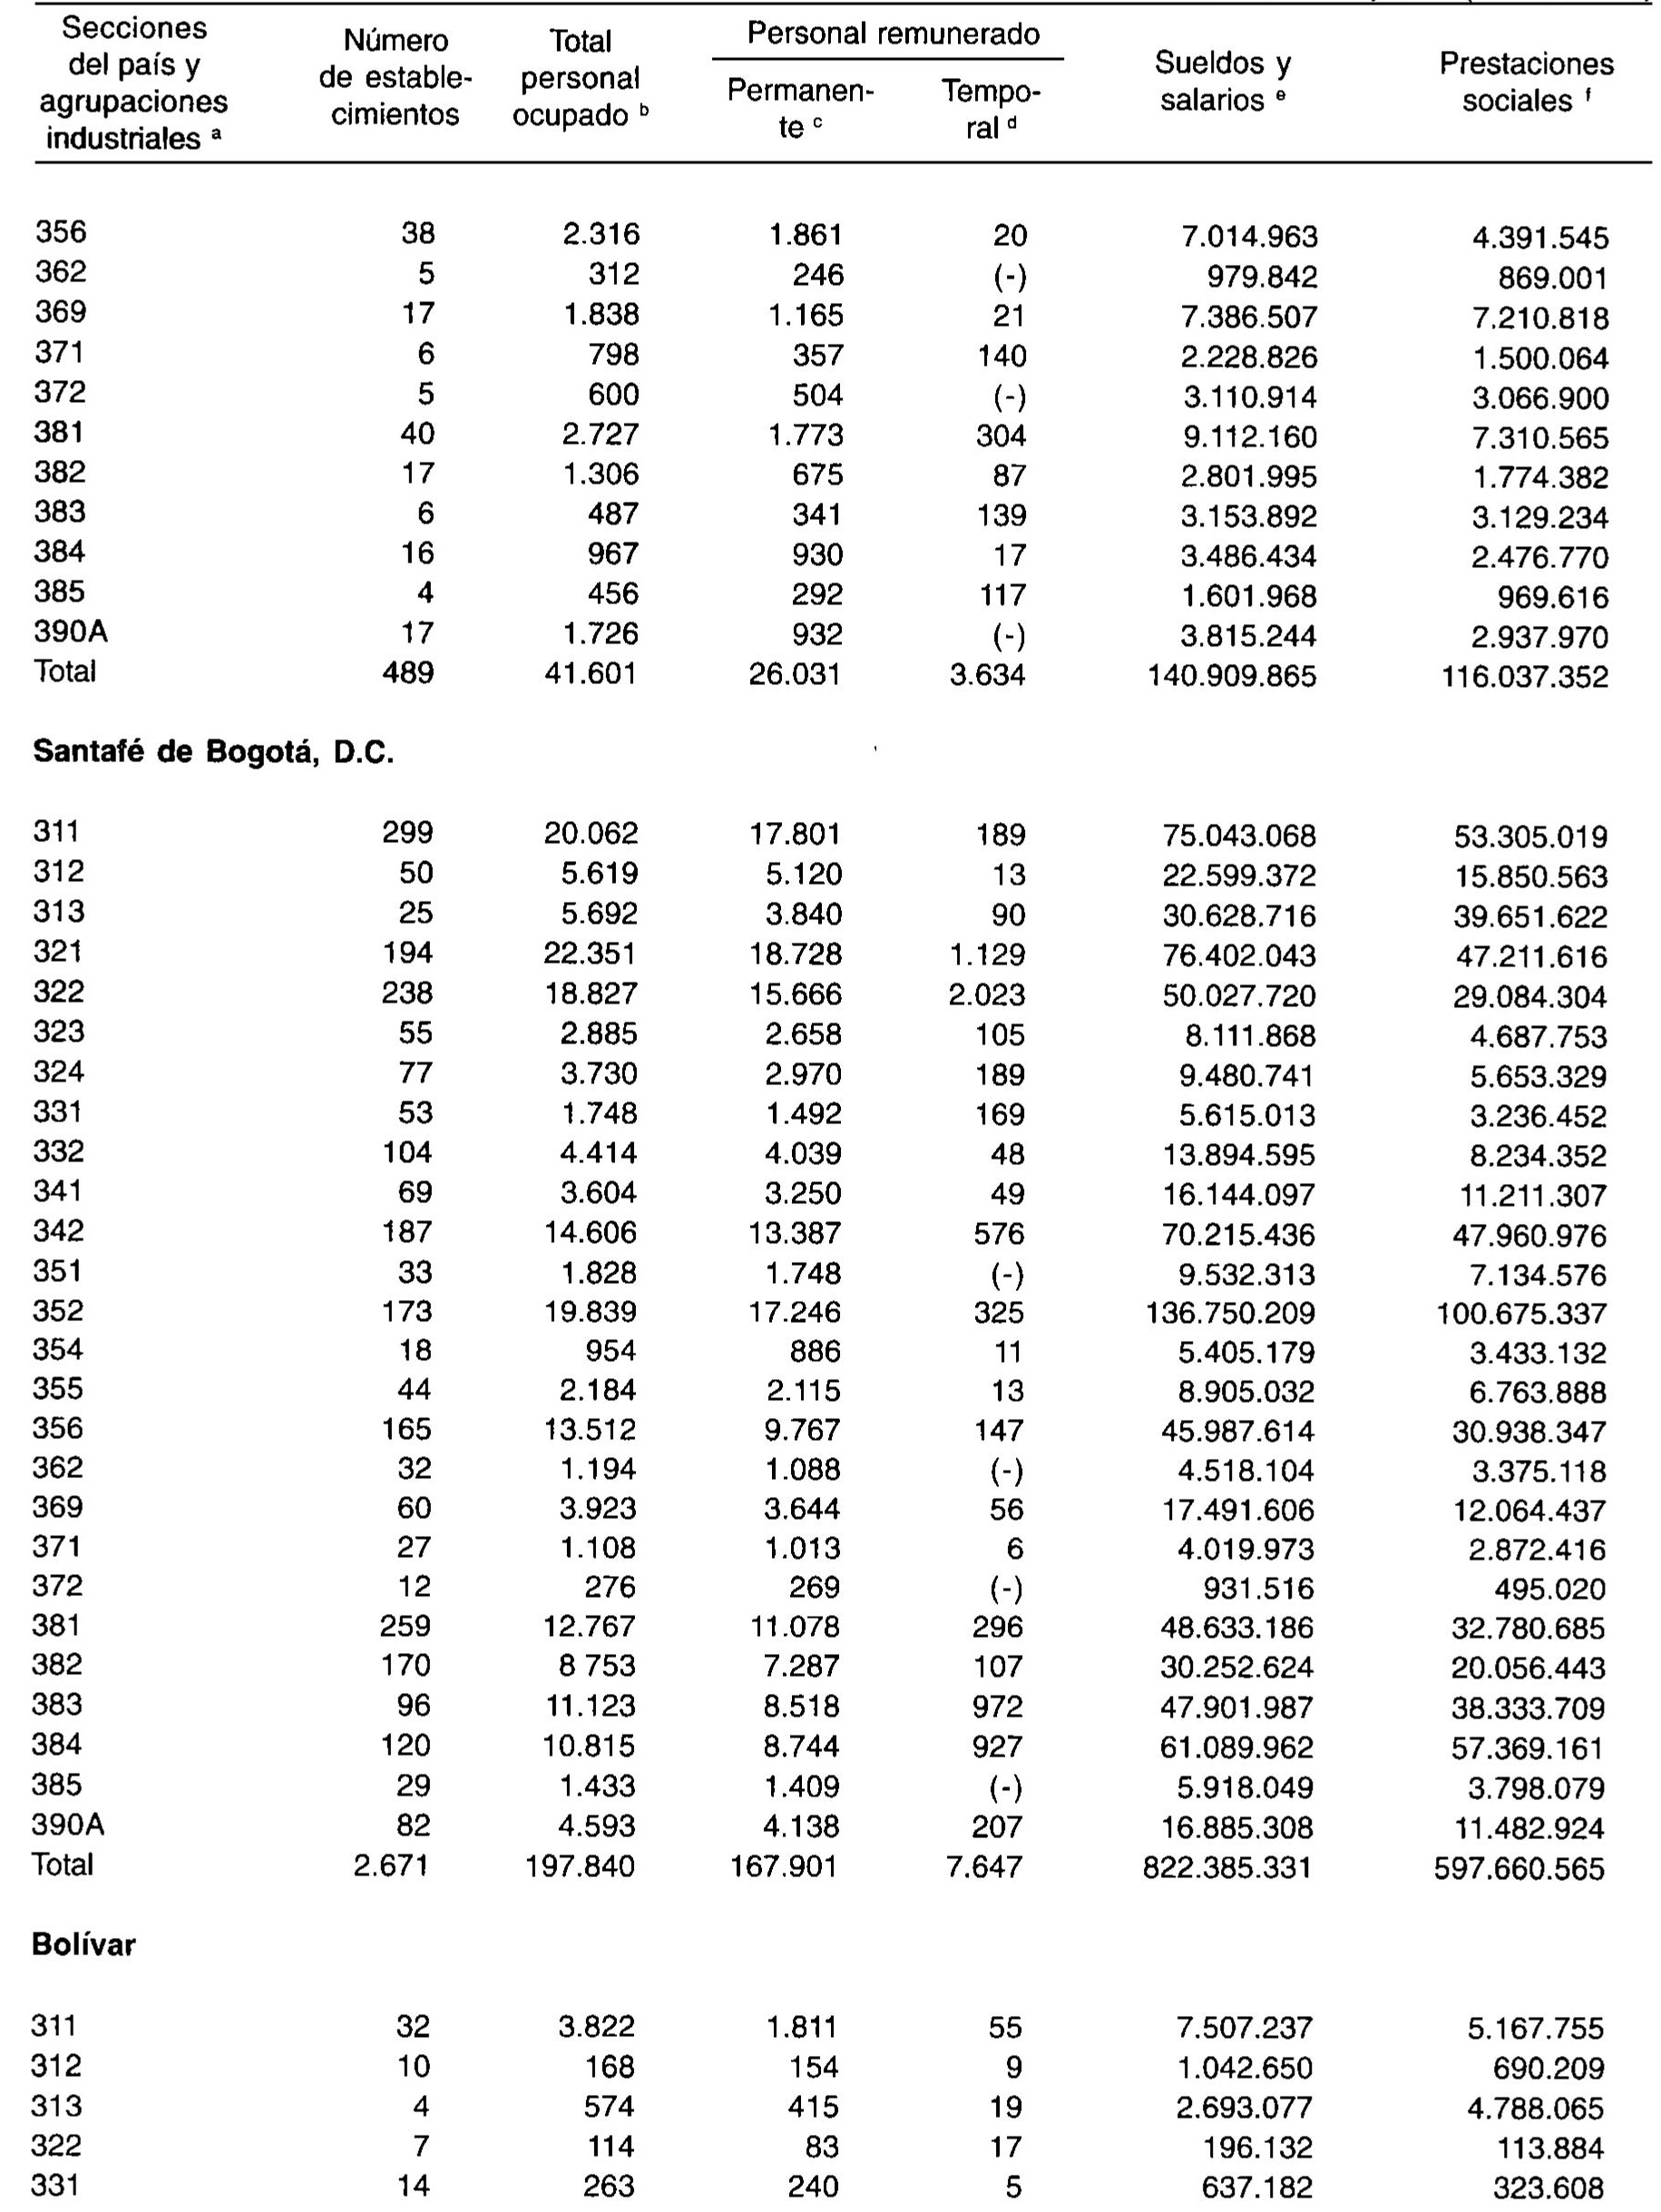 Secciones del país y agrupaciones industriales a Número de estable-cimientos Total personal ocupado b Personal remunerado Permanen-te c Tempo-ral d Sueldos y salarios e Prestaciones sociales f
356 38 2.316 1.861 20 7.014.963 4.391.545
362 5 312 246 (-) 979.842 869.001
369 17 1.838 1.165 21 7.386.507 7.210.818
371 6 798 357 140 2.228.826 1.500.064
372 5 600 504 (-) 3.110.914 3.066.900
381 40 2.727 1.773 304 9.112.160 7.310.565
382 17 1.306 675 87 2.801.995 1.774.382
383 6 487 341 139 3.153.892 3.129.234
384 16 967 930 17 3.486.434 2.476.770
385 4 456 292 117 1.601.968 969.616
390A 17 1.726 932 (-) 3.815.244 2.937.970
Total 489 41.601 26.031 3.634 140.909.865 116.037.352
Santafé de Bogotá, D.C.
311 299 20.062 17.801 189 75.043.068 53.305.019
312 50 5.619 5.120 13 22.599.372 15.850.563
313 25 5.692 3.840 90 30.628.716 39.651.622
321 194 22.351 18.728 1.129 76.402.043 47.211.616
322 238 18.827 15.666 2.023 50.027.720 29.084.304
323 55 2.885 2.658 105 8.111.868 4.687.753
324 77 3.730 2.970 189 9.480.741 5.653.329
331 53 1.748 1.492 169 5.615.013 3.236.452
332 104 4.414 4.039 48 13.894.595 8.234.352
341 69 3.604 3.250 49 16.144.097 11.211.307
342 187 14.606 13.387 576 70.215.436 47.960.976
351 33 1.828 1.748 (-) 9.532.313 7.134.576
352 173 19.839 17.246 325 136.750.209 100.675.337
354 18 954 886 11 5.405.179 3.433.132
355 44 2.184 2.115 13 8.905.032 6.763.888
356 165 13.512 9.767 147 45.987.614 30.938.347
362 32 1.194 1.088 (-) 4.518.104 3.375.118
369 60 3.923 3.644 56 17.491.606 12.064.437
371 27 1.108 1.013 6 4.019.973 2.872.416
372 12 276 269 (-) 931.516 495.020
381 259 12.767 11.078 296 48.633.186 32.780.685
382 170 8 753 7.287 107 30.252.624 20.056.443
383 96 11.123 8.518 972 47.901.987 38.333.709
384 120 10.815 8.744 927 61.089.962 57.369.161
385 29 1.433 1.409 (-) 5.918.049 3.798.079
390A 82 4.593 4.138 207 16.885.308 11.482.924
Total 2.671 197.840 167.901 7.647 822.385.331 597.660.565
Bolívar
311 32 3.822 1.811 55 7.507.237 5.167.755
312 10 168 154 9 1.042.650 690.209
313 4 574 415 19 2.693.077 4.788.065
322 7 114 83 17 196.132 113.884
331 14 263 240 5 637.182 323.608